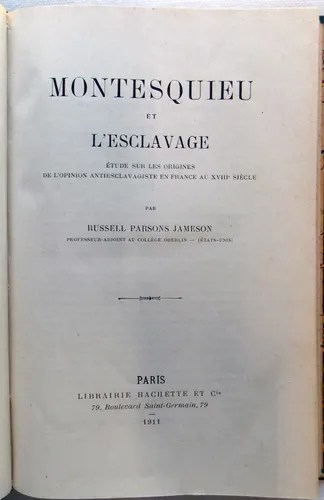 MONTESQUIEU
ET
L'ESCLAVAGE
ÉTUDE SUR LES ORIGINES
DE L'OPINION ANTIESCLAVAGISTE EN FRANCE AU XVIIIe SIÈCLE
PAR
RUSSELL PARSONS JAMESON
PROFESSEUR-ADJOINT AU COLLÈGE OBERLIN — (ÉTATS-UNIS)
PARIS
LIBRAIRIE HACHETTE ET Cie
79, Boulevard Saint-Germain, 79
—
1911